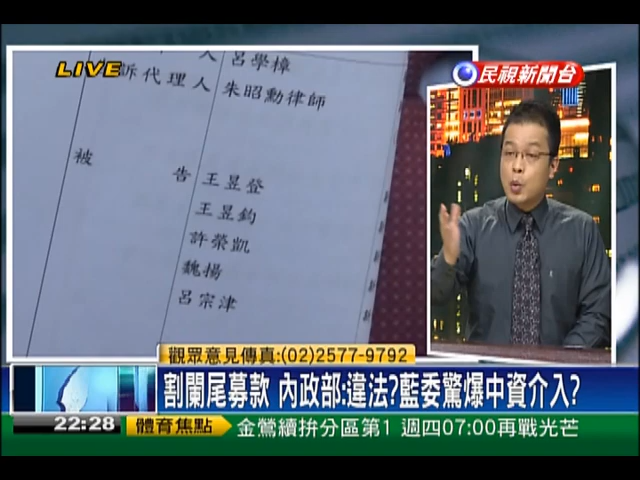 LIVE
人 呂學樟
訴代理人 朱昭勳律師
民視新聞台
被 告 王昱登
王昱鈞
許榮凱
魏揚
呂宗津
觀眾意見傳真:(02)2577-9792
割闌尾募款 內政部:違法?藍委驚爆中資介入?
22:28 體育焦點 金鶯續拚分區第1 週四07:00再戰光芒